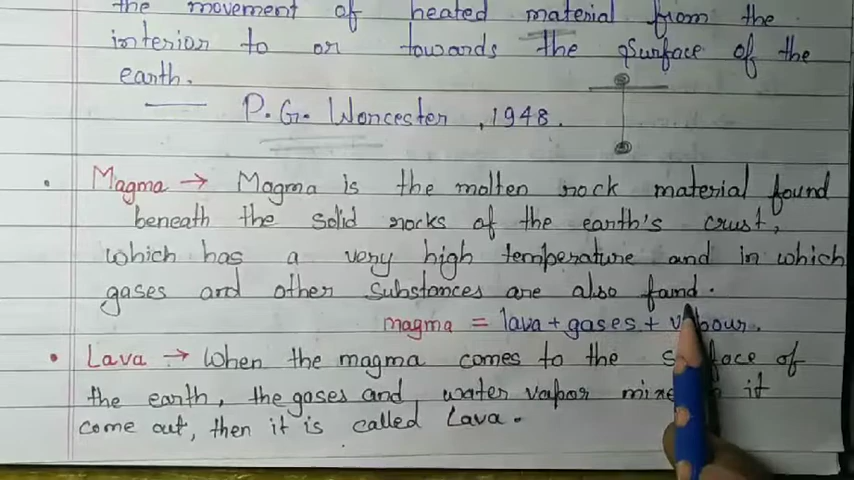 the movement of heated material from the
interior to or towards the surface of the
earth.
— P. G. Worcester, 1948.
• Magma → Magma is the molten rock material found
beneath the solid rocks of the earth's crust,
which has a very high temperature and in which
gases and other substances are also found.
magma = lava + gases + vapour.
• Lava → When the magma comes to the surface of
the earth, the gases and water vapor mixed it
come out, then it is called Lava.